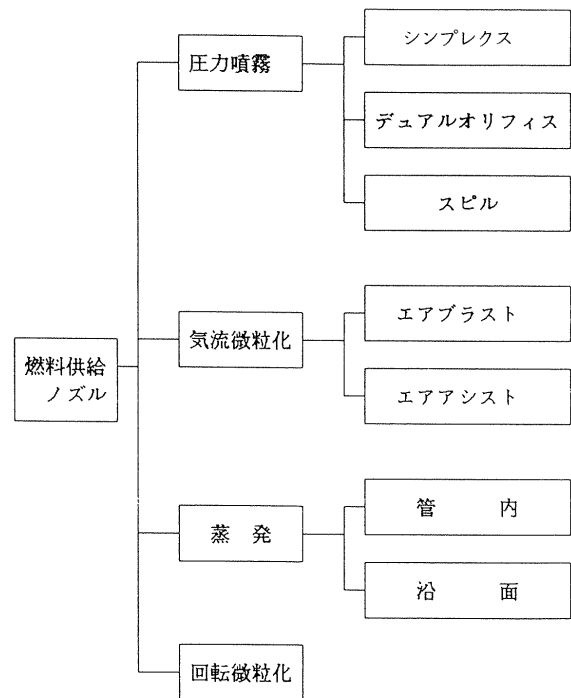 燃料供給
ノズル
圧力噴霧
シンプレクス
デュアルオリフィス
スピル
気流微粒化
エアブラスト
エアアシスト
蒸 発
管 内
沿 面
回転微粒化